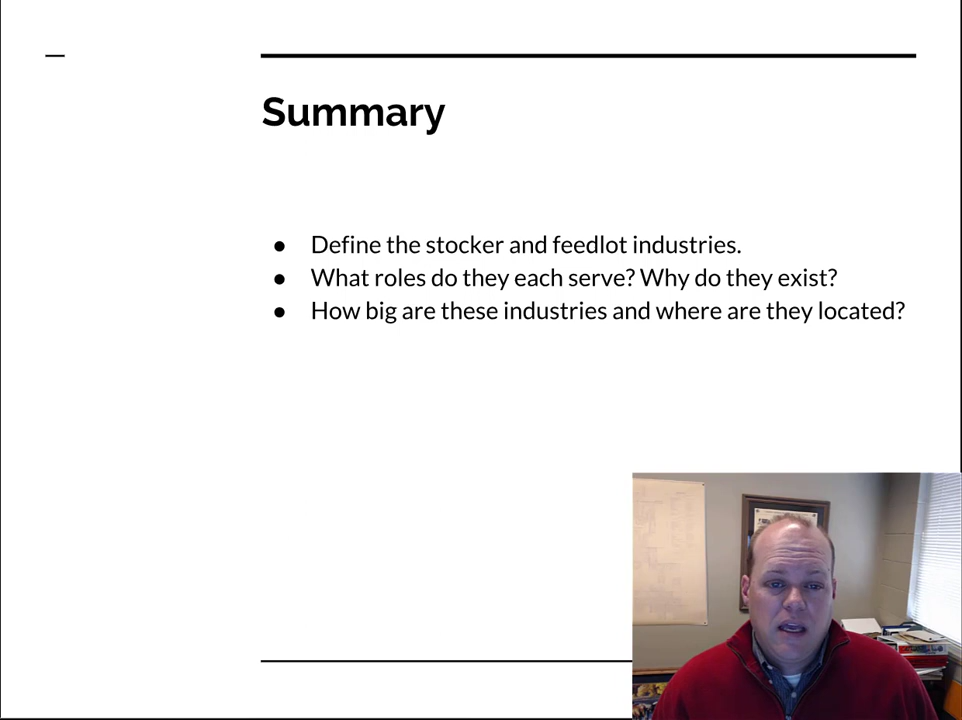 Summary
● Define the stocker and feedlot industries.
● What roles do they each serve? Why do they exist?
● How big are these industries and where are they located?